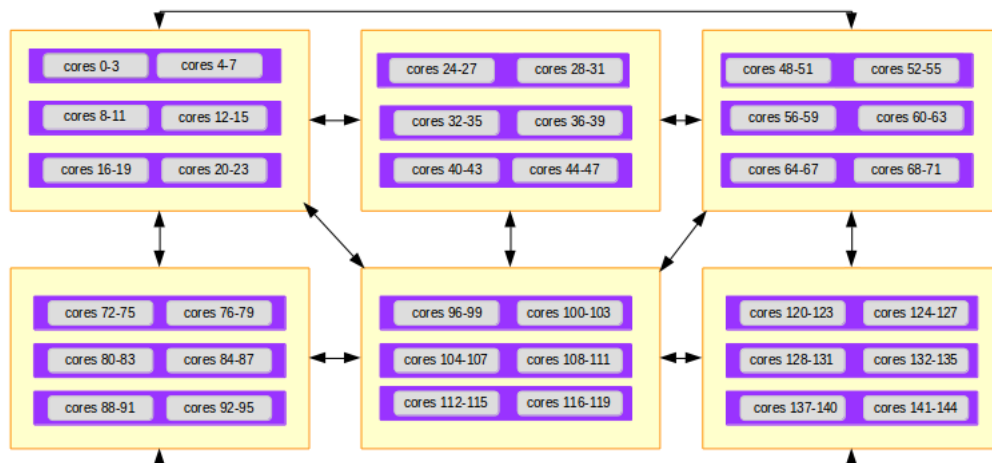 cores 0-3 cores 4-7
cores 8-11 cores 12-15
cores 16-19 cores 20-23
cores 24-27 cores 28-31
cores 32-35 cores 36-39
cores 40-43 cores 44-47
cores 48-51 cores 52-55
cores 56-59 cores 60-63
cores 64-67 cores 68-71
cores 72-75 cores 76-79
cores 80-83 cores 84-87
cores 88-91 cores 92-95
cores 96-99 cores 100-103
cores 104-107 cores 108-111
cores 112-115 cores 116-119
cores 120-123 cores 124-127
cores 128-131 cores 132-135
cores 137-140 cores 141-144